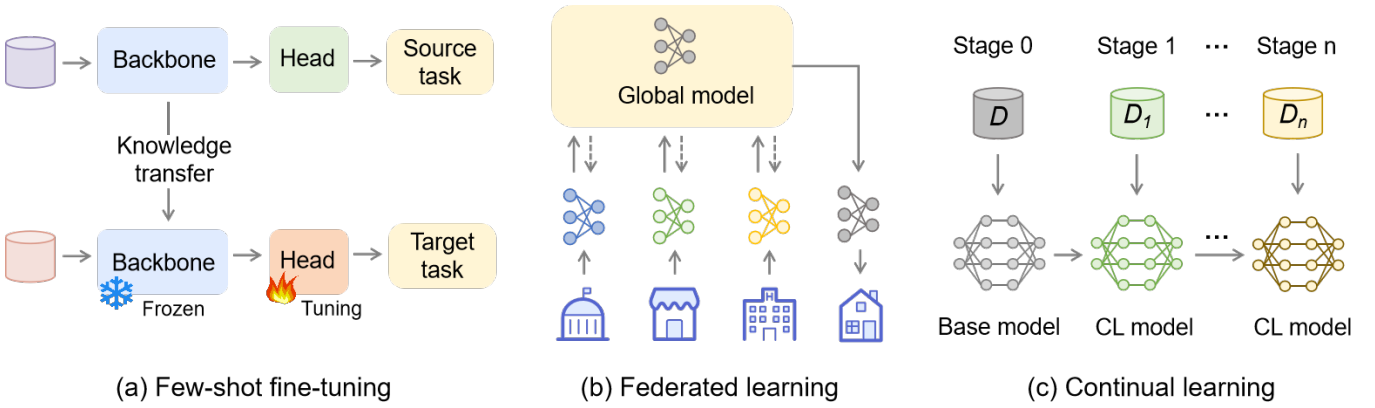 Backbone
Head
Source
task
Knowledge
transfer
Backbone
Frozen
Head
Tuning
Target
task
(a) Few-shot fine-tuning
Global model
H
(b) Federated learning
Stage 0
Stage 1
...
Stage n
D
D₁
...
Dₙ
...
Base model
CL model
CL model
(c) Continual learning